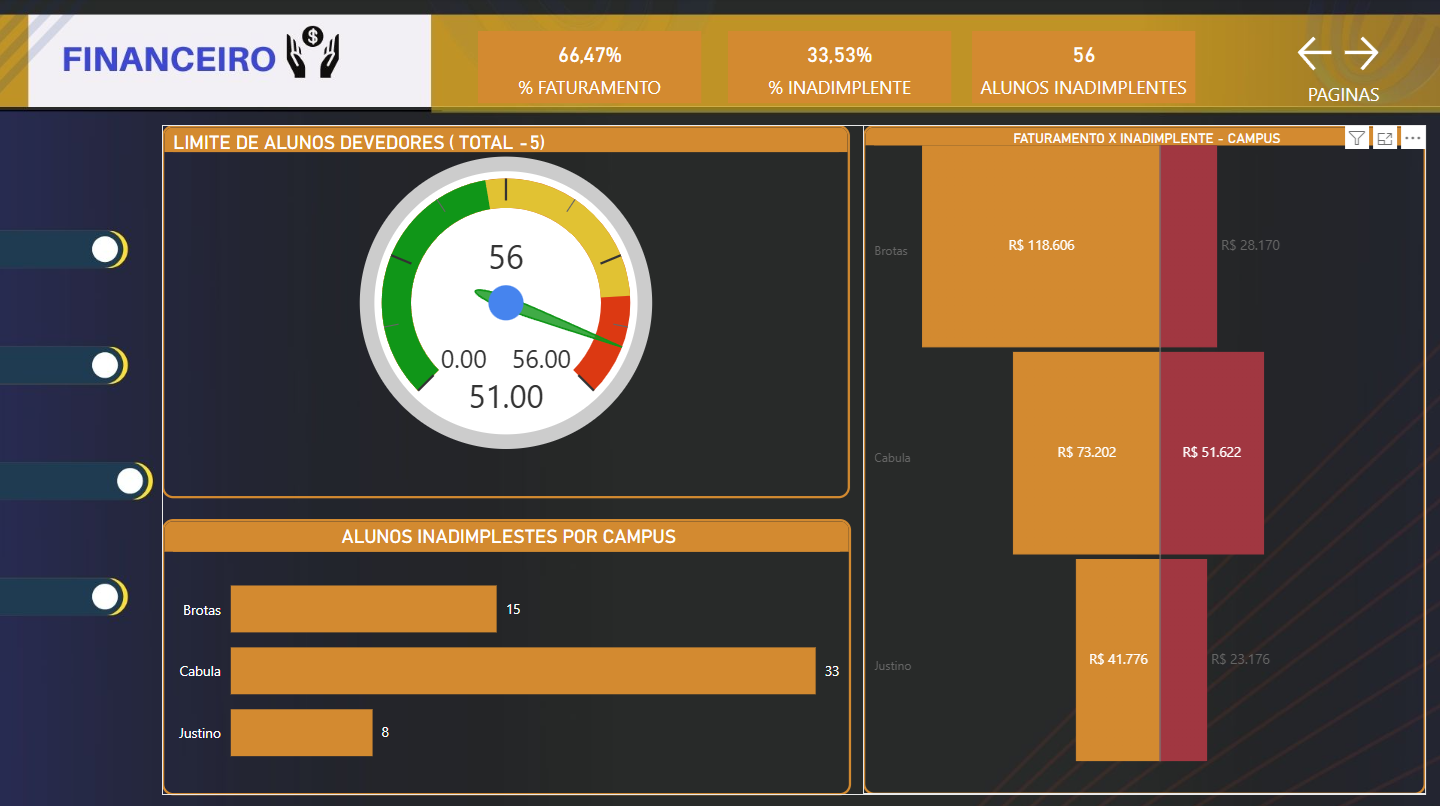 FINANCEIRO
$
66,47%
% FATURAMENTO
33,53%
% INADIMPLENTE
56
ALUNOS INADIMPLENTES
PAGINAS
LIMITE DE ALUNOS DEVEDORES ( TOTAL -5)
56
0.00 56.00
51.00
ALUNOS INADIMPLESTES POR CAMPUS
Brotas 15
Cabula 33
Justino 8
FATURAMENTO X INADIMPLENTE - CAMPUS
Brotas R$ 118.606 R$ 28.170
Cabula R$ 73.202 R$ 51.622
Justino R$ 41.776 R$ 23.176